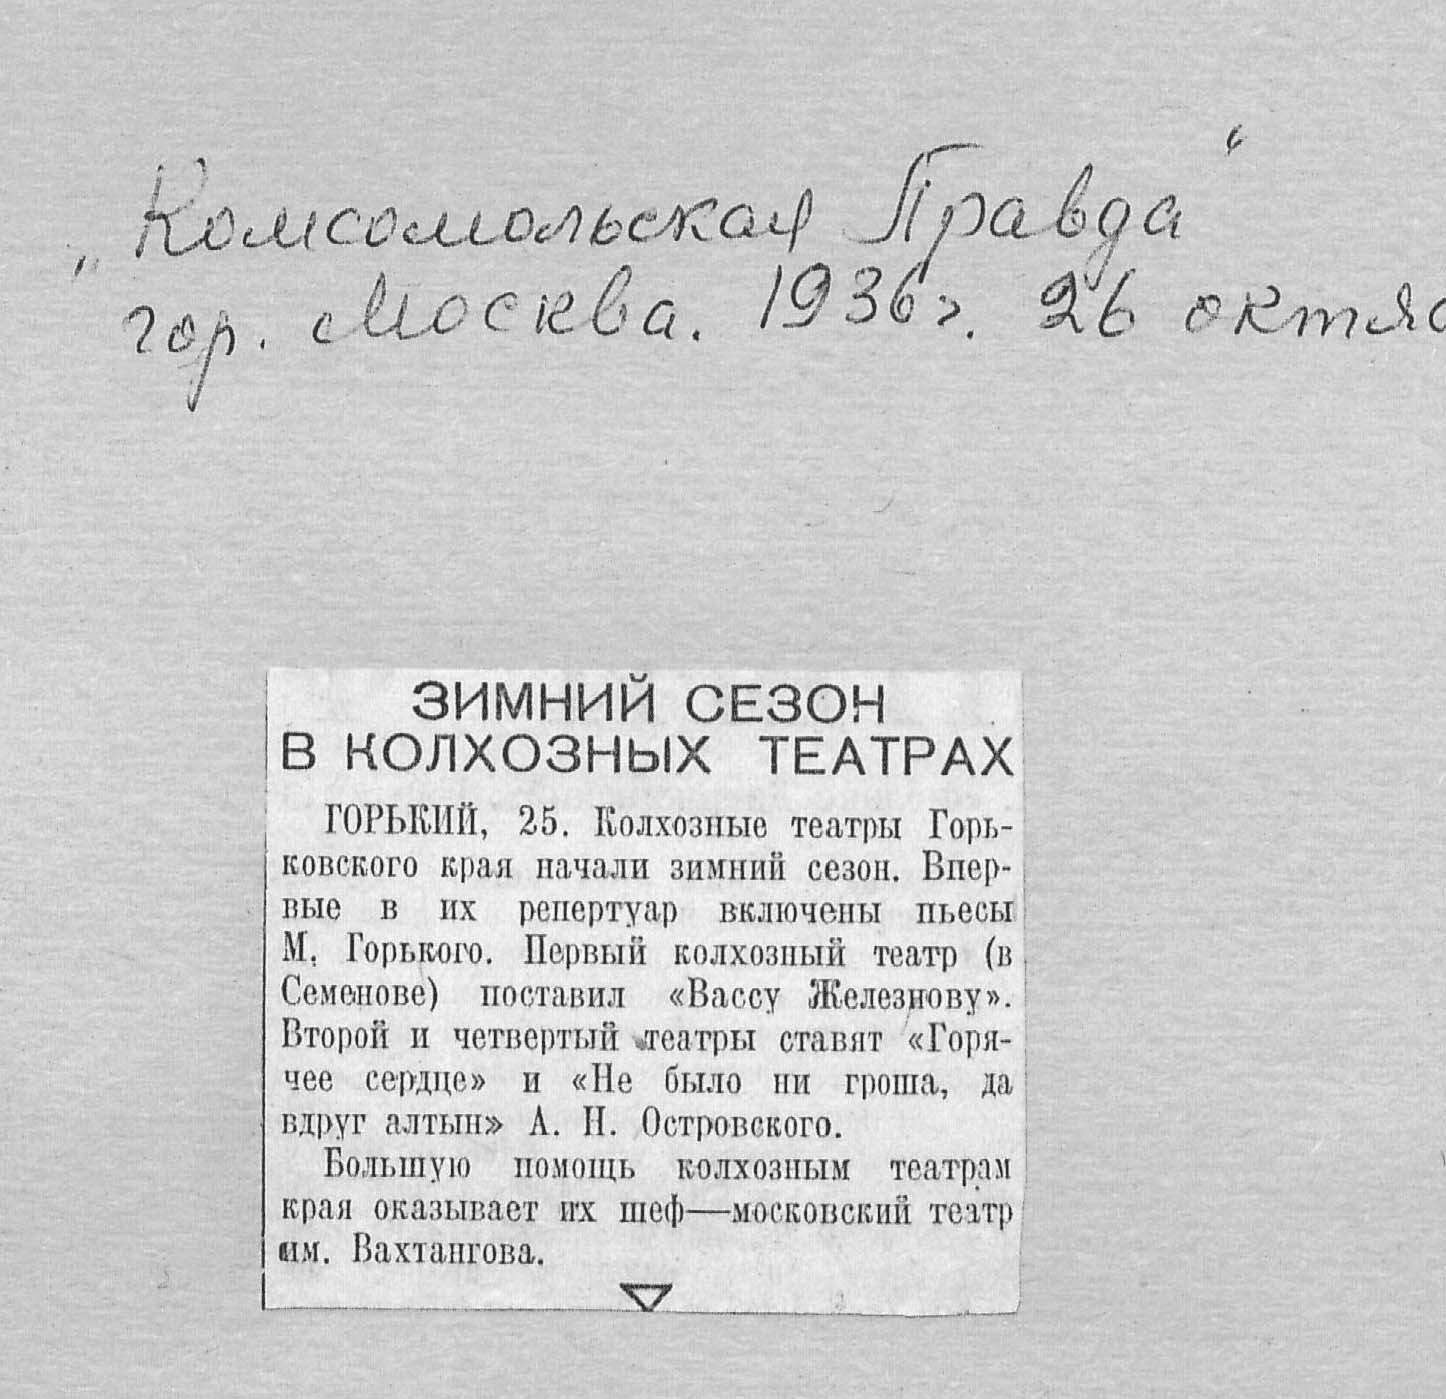 „Комсомольская Правда“
гор. Москва. 1936 г. 26 октя
ЗИМНИЙ СЕЗОН
В КОЛХОЗНЫХ ТЕАТРАХ
ГОРЬКИЙ, 25. Колхозные театры Горь-
ковского края начали зимний сезон. Впер-
вые в их репертуар включены пьесы
М. Горького. Первый колхозный театр (в
Семенове) поставил «Вассу Железнову».
Второй и четвертый театры ставят «Горя-
чее сердце» и «Не было ни гроша, да
вдруг алтын» А. Н. Островского.
Большую помощь колхозным театрам
края оказывает их шеф—московский театр
им. Вахтангова.